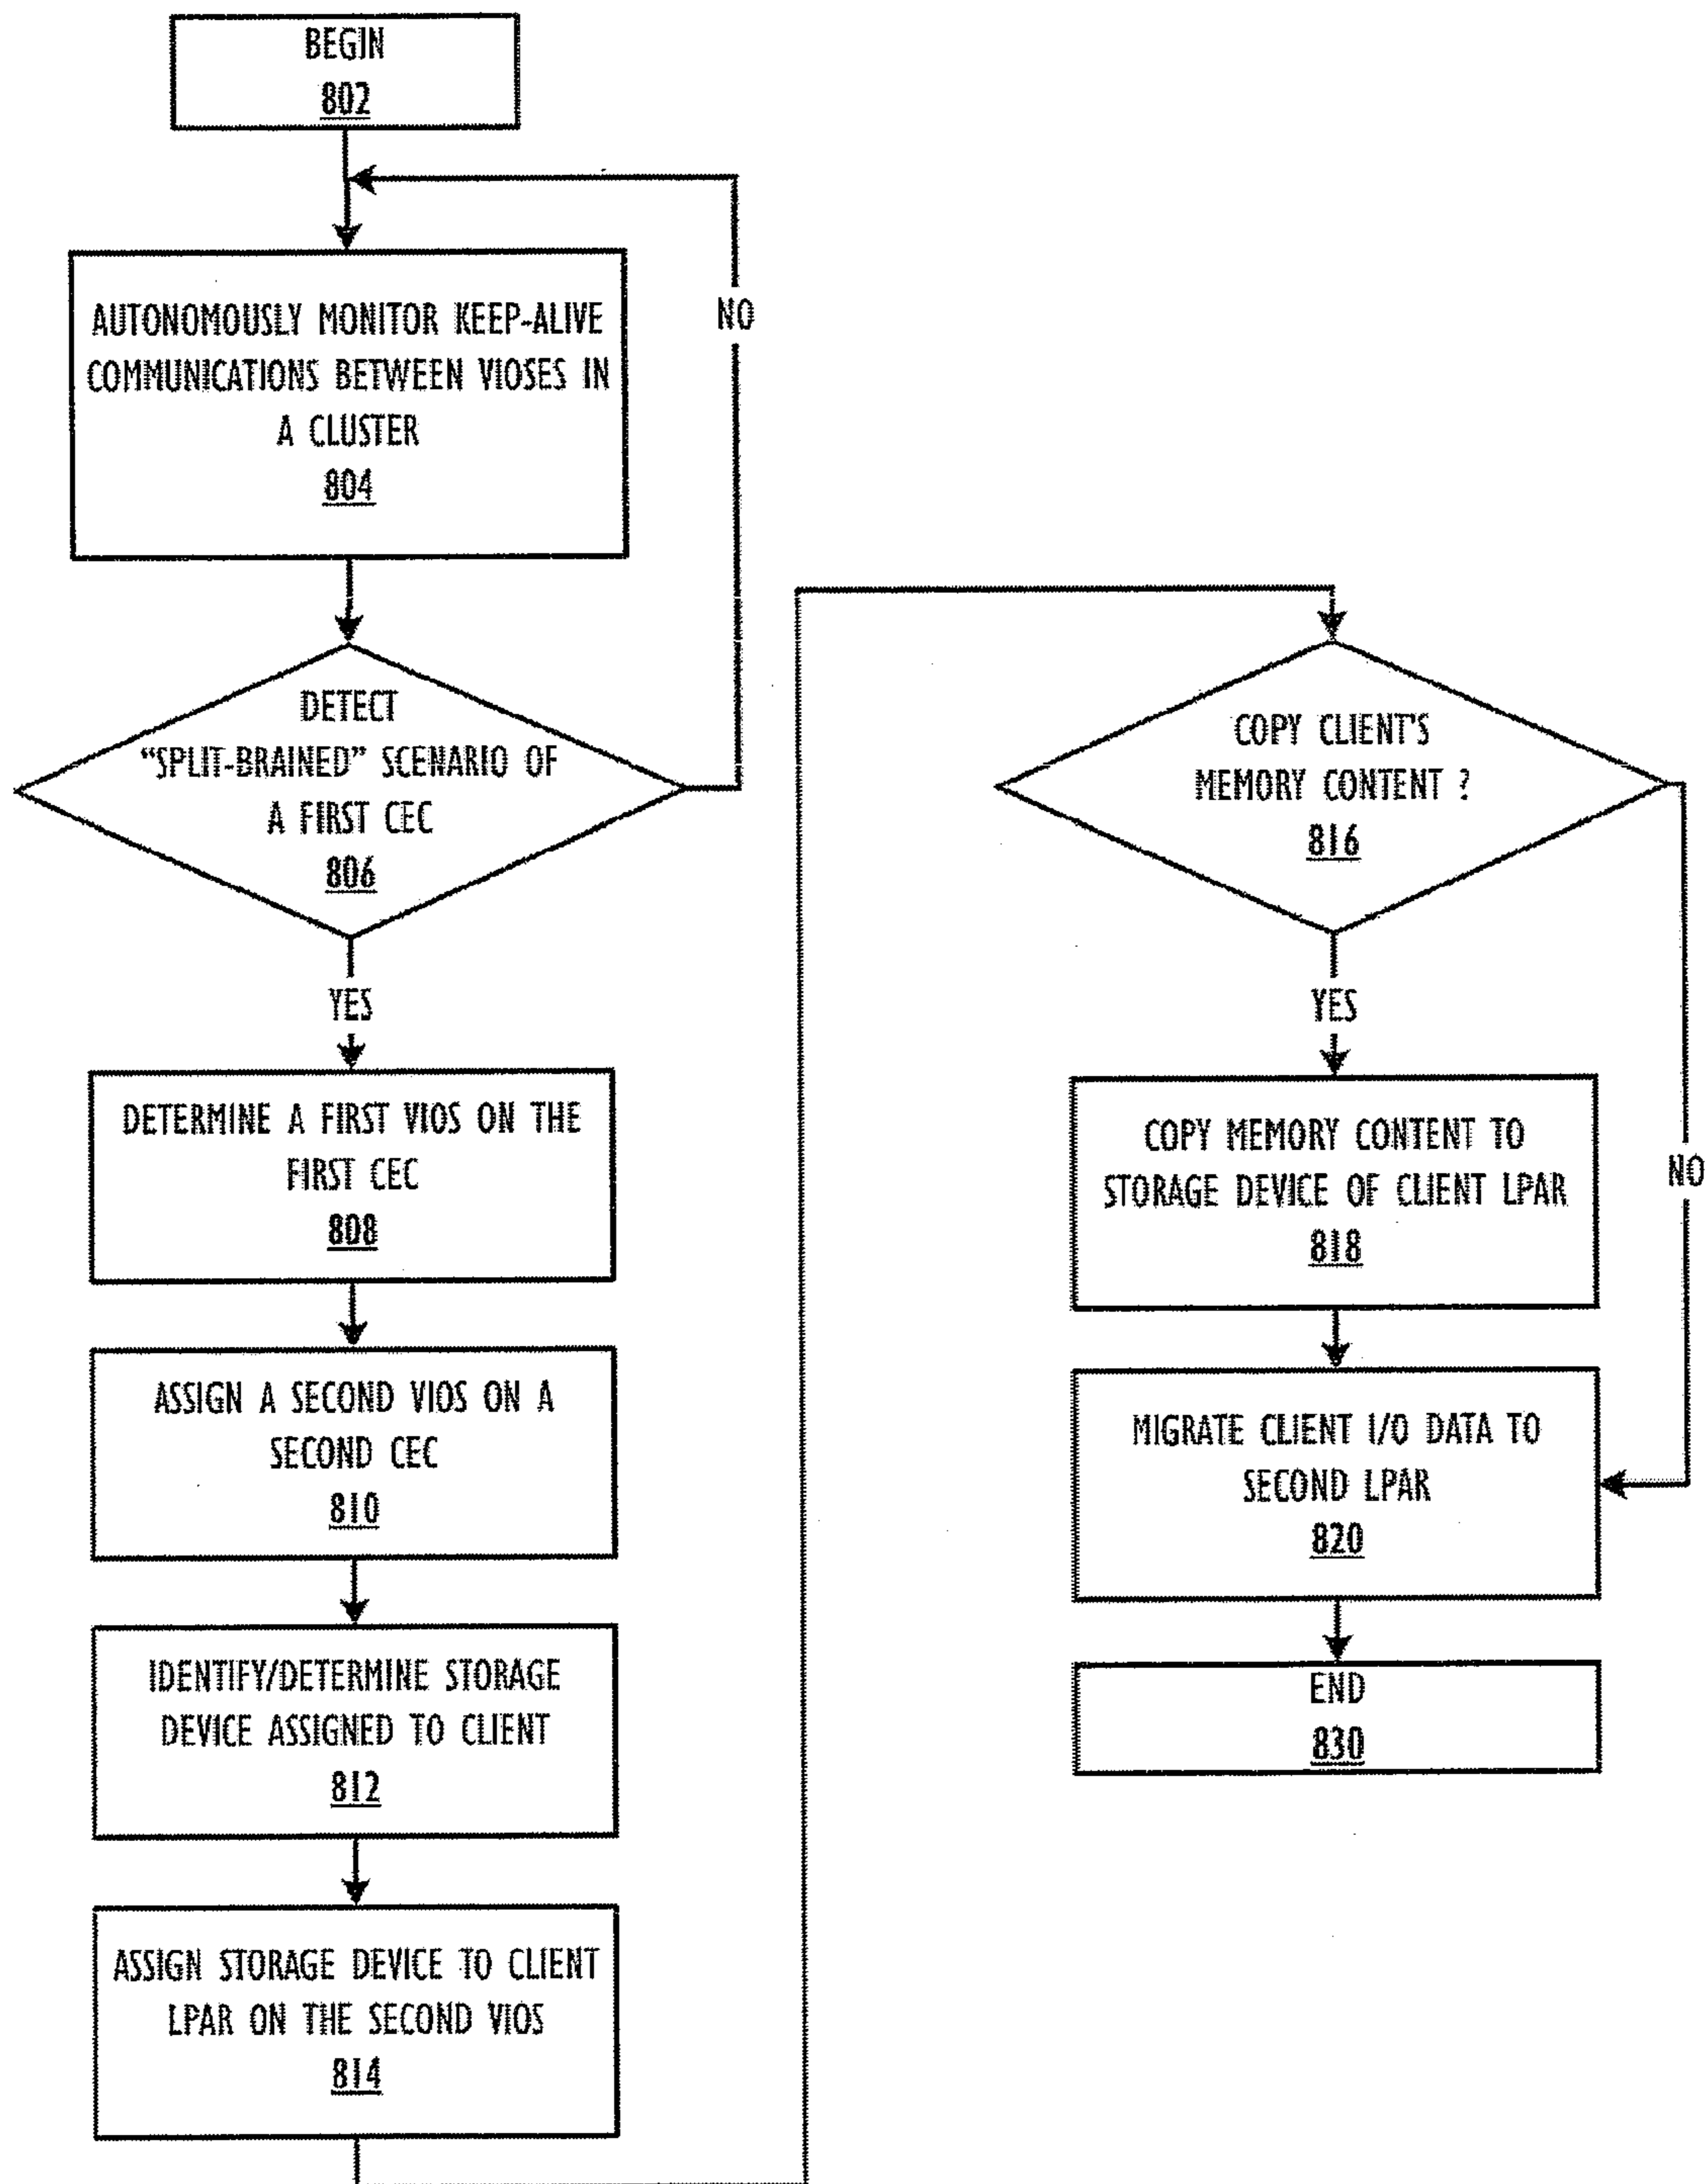 BEGIN
802
NO
AUTONOMOUSLY MONITOR KEEP-ALIVE
COMMUNICATIONS BETWEEN VIOSES IN
A CLUSTER
804
DETECT
“SPLIT-BRAINED” SCENARIO OF
A FIRST CEC
806
YES
DETERMINE A FIRST VIOS ON THE
FIRST CEC
808
ASSIGN A SECOND VIOS ON A
SECOND CEC
810
IDENTIFY/DETERMINE STORAGE
DEVICE ASSIGNED TO CLIENT
812
ASSIGN STORAGE DEVICE TO CLIENT
LPAR ON THE SECOND VIOS
814
COPY CLIENT'S
MEMORY CONTENT ?
816
YES
NO
COPY MEMORY CONTENT TO
STORAGE DEVICE OF CLIENT LPAR
818
MIGRATE CLIENT I/O DATA TO
SECOND LPAR
820
END
830